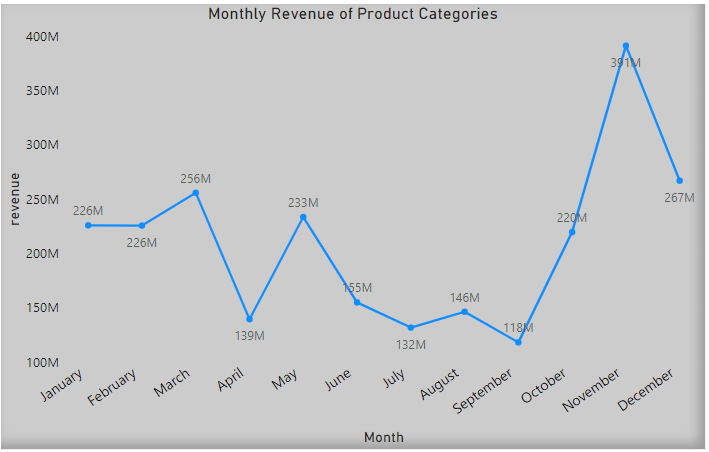 Monthly Revenue of Product Categories
revenue
400M
350M
300M
250M
200M
150M
100M
226M
226M
256M
139M
233M
155M
132M
146M
118M
220M
391M
267M
January
February
March
April
May
June
July
August
September
October
November
December
Month